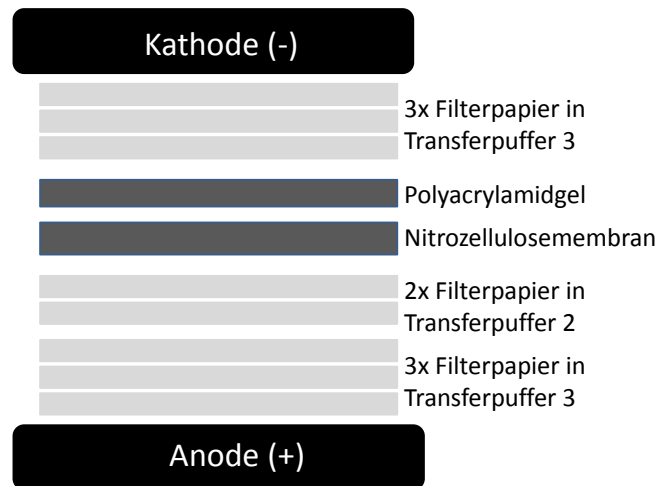 Kathode (-)
3x Filterpapier in
Transferpuffer 3
Polyacrylamidgel
Nitrozellulosemembran
2x Filterpapier in
Transferpuffer 2
3x Filterpapier in
Transferpuffer 3
Anode (+)